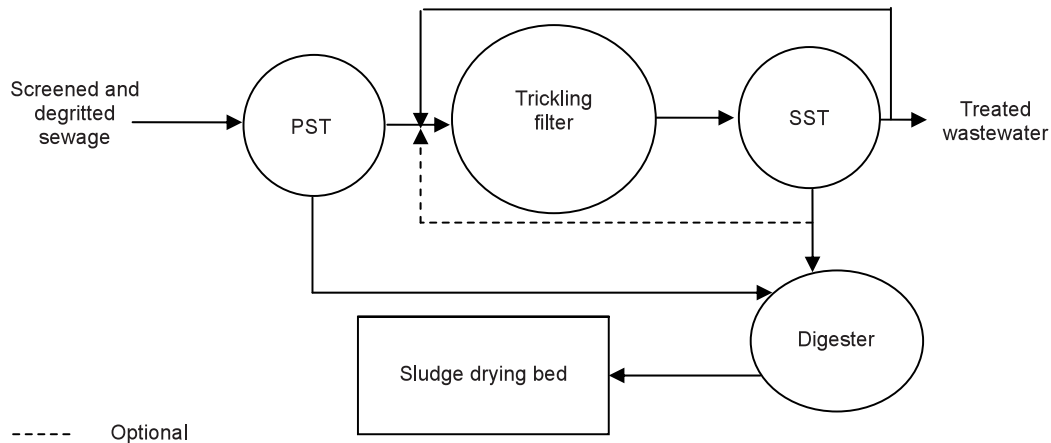 Screened and
degritted
sewage
PST
Trickling
filter
SST
Treated
wastewater
Digester
Sludge drying bed
Optional